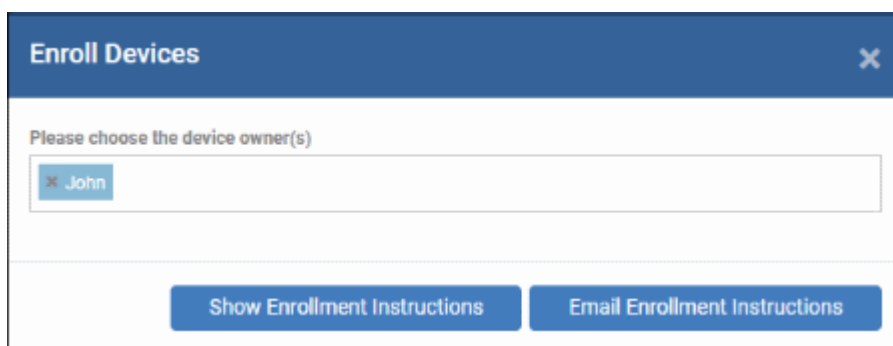 Enroll Devices
Please choose the device owner(s)
John
Show Enrollment Instructions Email Enrollment Instructions